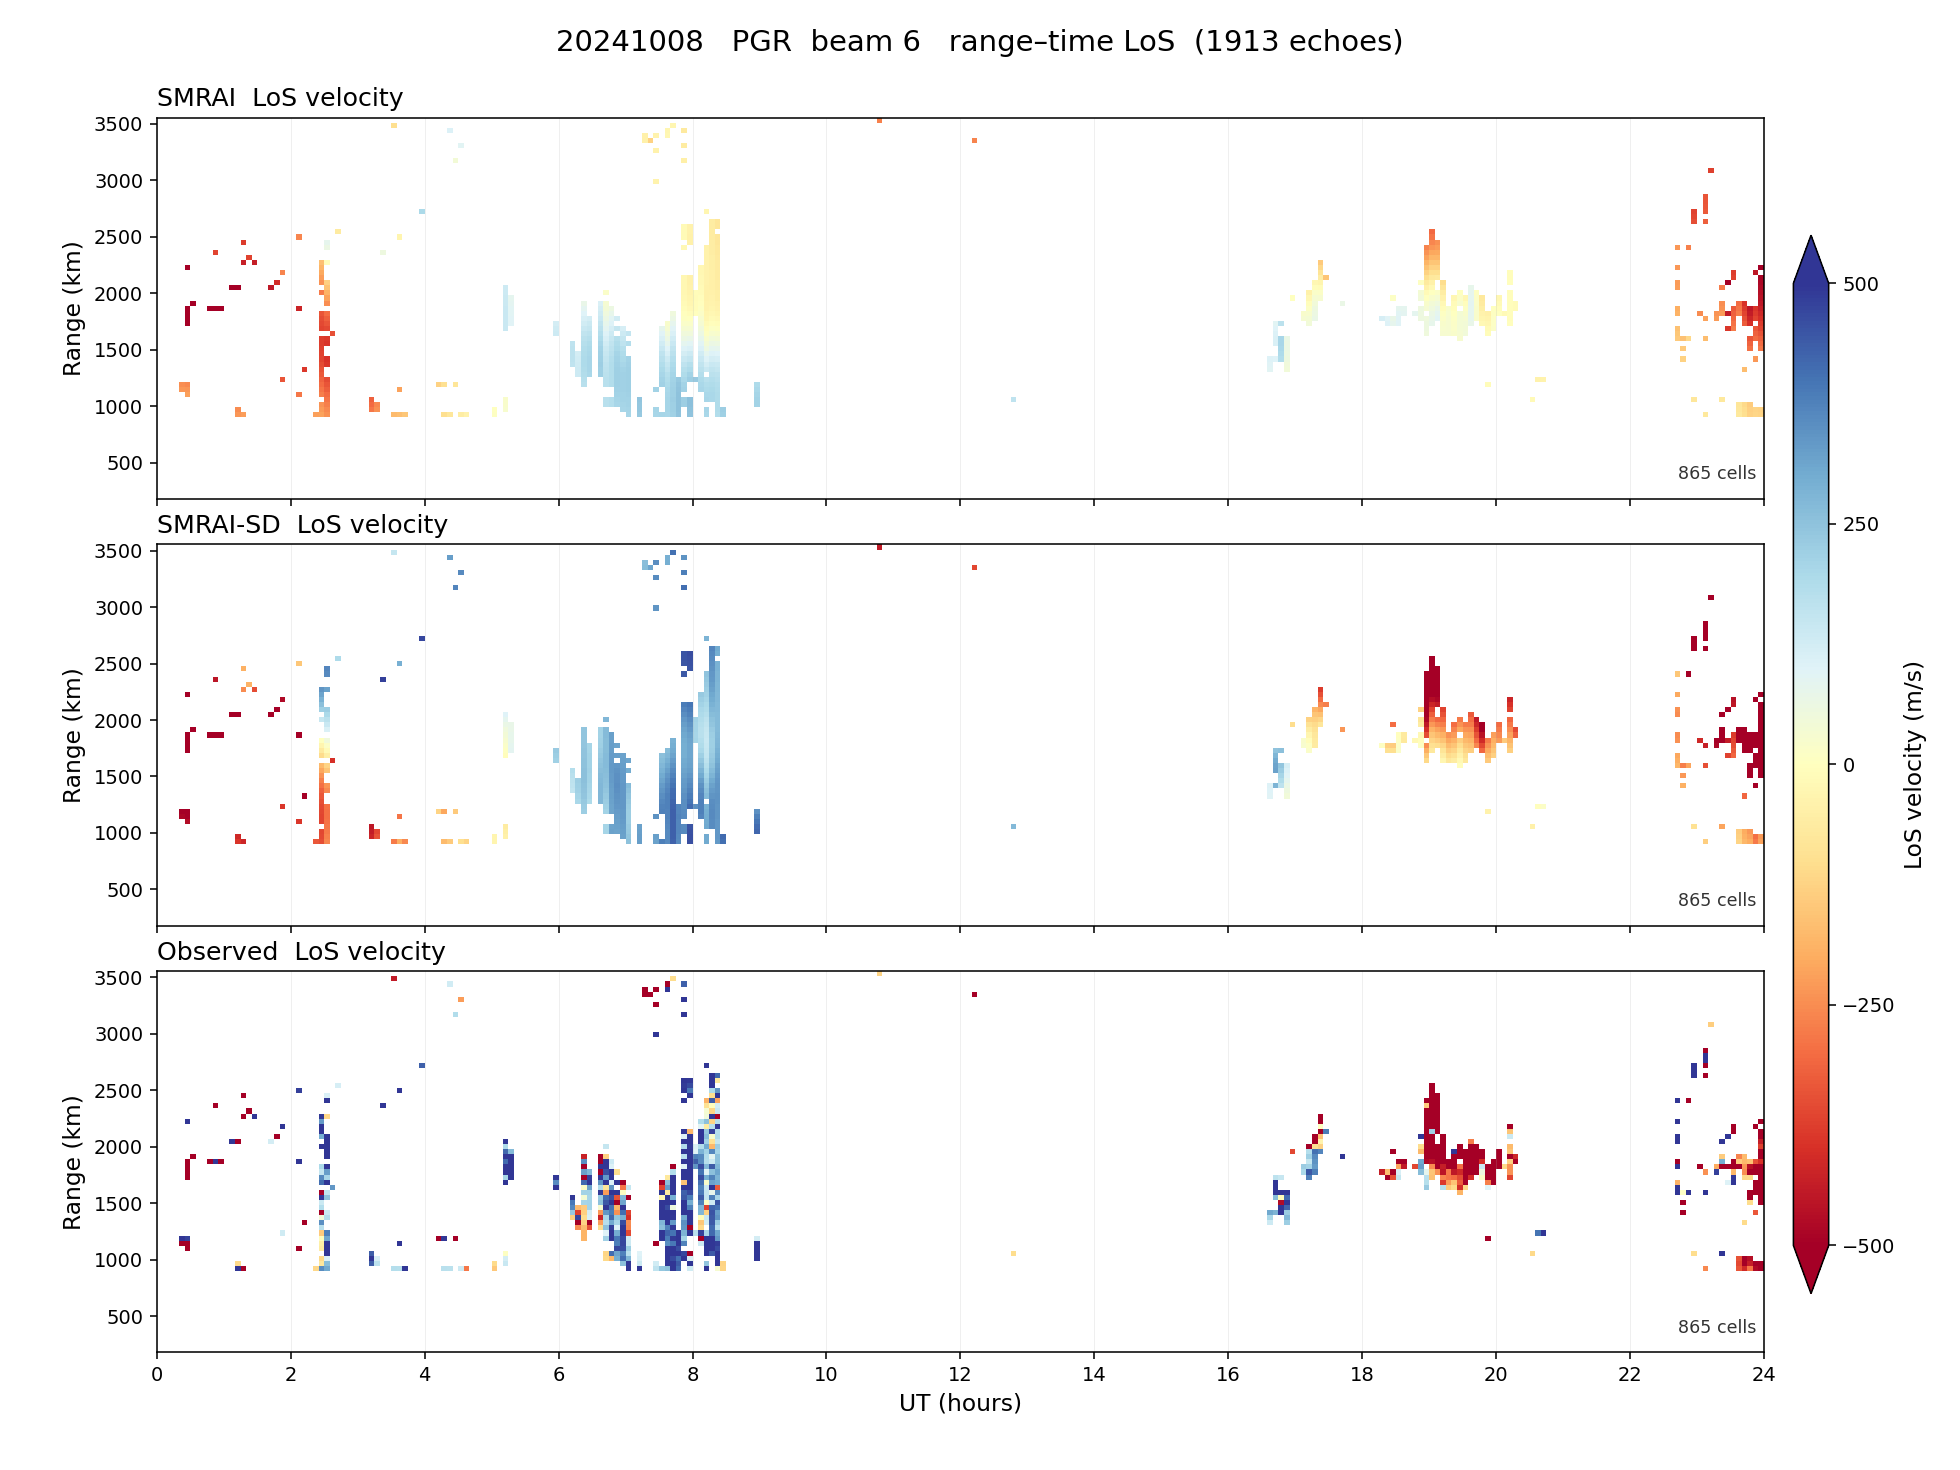 20241008   PGR  beam 6   range–time LoS  (1913 echoes)
SMRAI  LoS velocity
3500
3000
2500
2000
1500
1000
500
Range (km)
865 cells
SMRAI-SD  LoS velocity
3500
3000
2500
2000
1500
1000
500
Range (km)
865 cells
Observed  LoS velocity
3500
3000
2500
2000
1500
1000
500
Range (km)
865 cells
0 2 4 6 8 10 12 14 16 18 20 22 24
UT (hours)
500
250
0
−250
−500
LoS velocity (m/s)